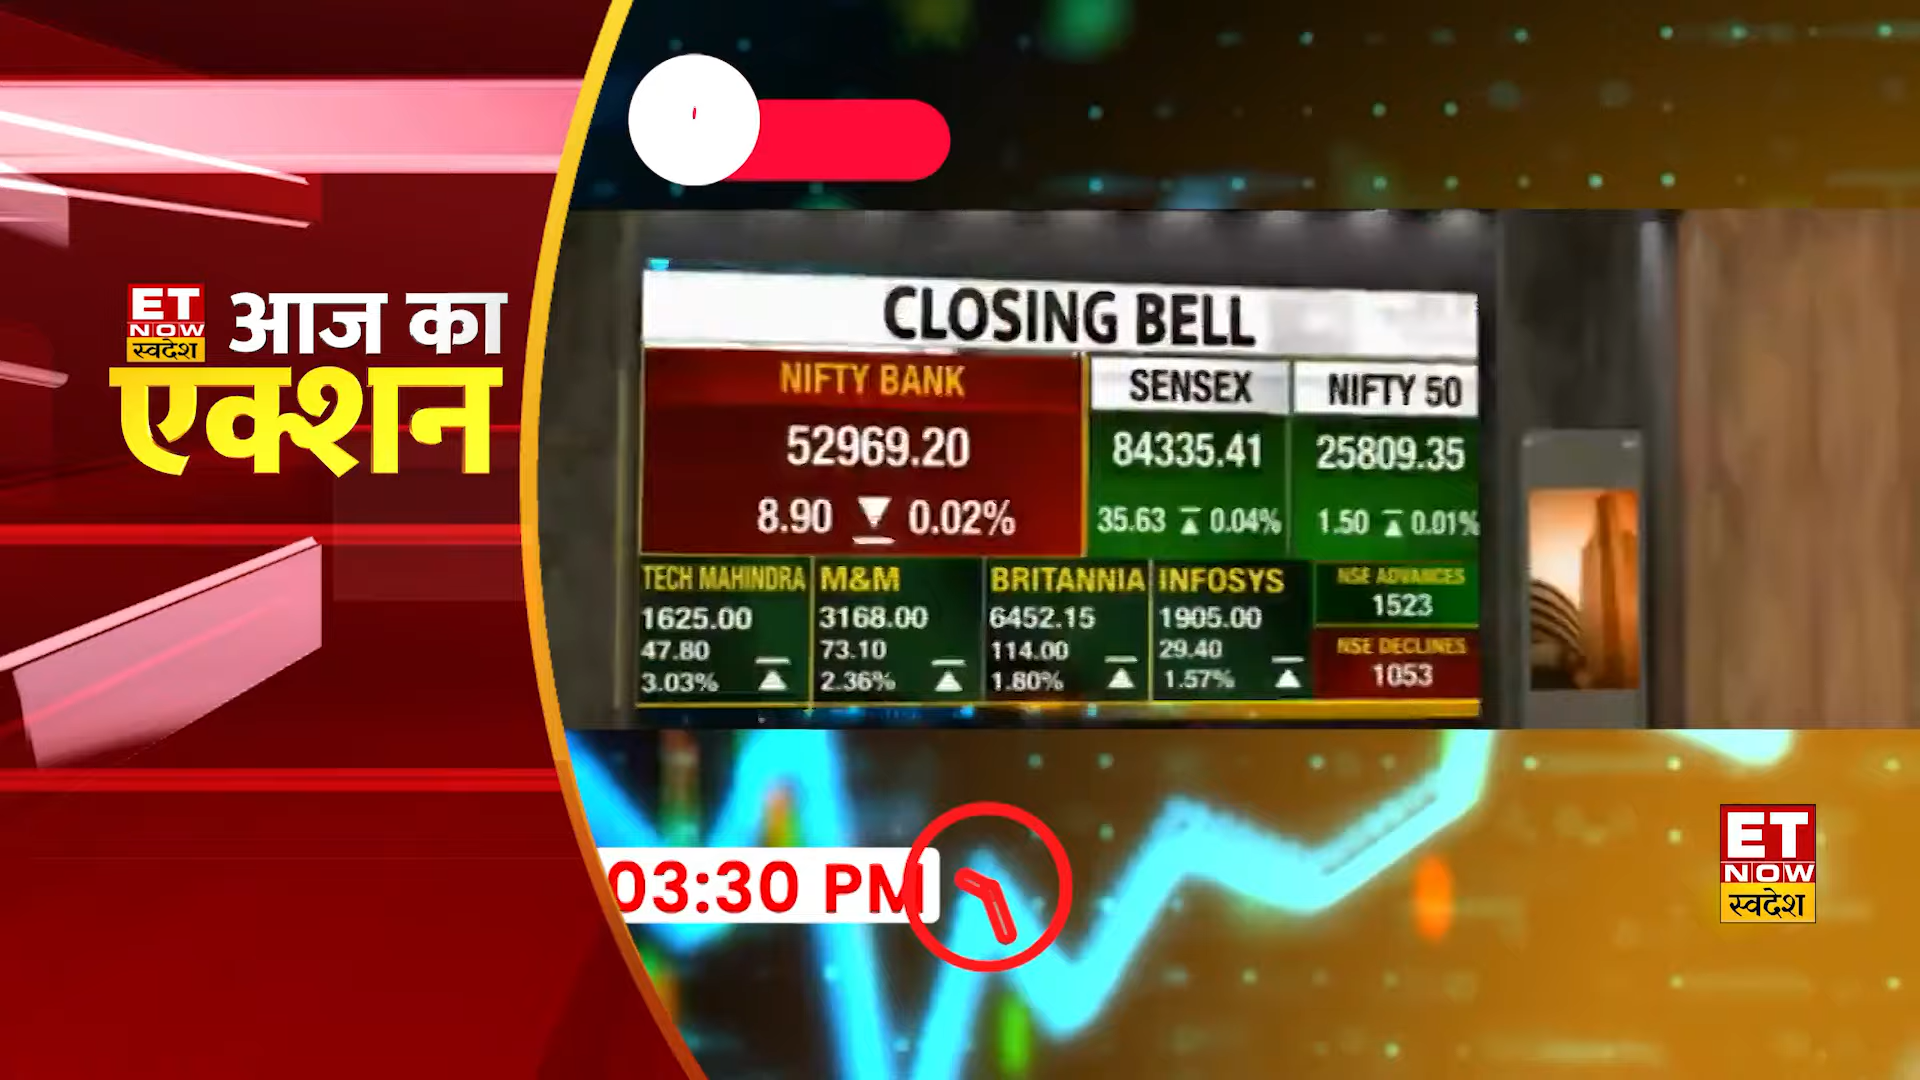 ET
NOW
स्वदेश
आज का
एक्शन
CLOSING BELL
NIFTY BANK
52969.20
8.90 ▼ 0.02%
SENSEX
84335.41
35.63 ▲ 0.04%
NIFTY 50
25809.35
1.50 ▲ 0.01%
TECH MAHINDRA
1625.00
47.80
3.03% ▲
M&M
3168.00
73.10
2.36% ▲
BRITANNIA
6452.15
114.00
1.80% ▲
INFOSYS
1905.00
29.40
1.57% ▲
NSE ADVANCES
1523
NSE DECLINES
1053
03:30 PM
ET
NOW
स्वदेश